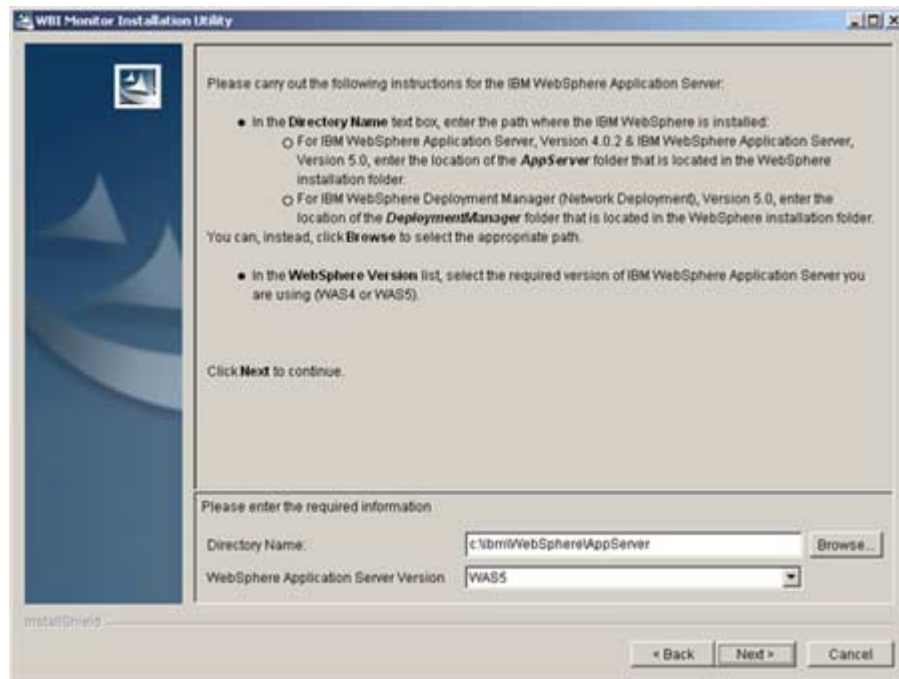 WBI Monitor Installation Utility
Please carry out the following instructions for the IBM WebSphere Application Server:
In the Directory Name text box, enter the path where the IBM WebSphere is installed:
For IBM WebSphere Application Server, Version 4.0.2 & IBM WebSphere Application Server,
Version 5.0, enter the location of the AppServer folder that is located in the WebSphere
installation folder.
For IBM WebSphere Deployment Manager (Network Deployment), Version 5.0, enter the
location of the DeploymentManager folder that is located in the WebSphere installation folder.
You can, instead, click Browse to select the appropriate path.
In the WebSphere Version list, select the required version of IBM WebSphere Application Server you
are using (WAS4 or WAS5).
Click Next to continue.
Please enter the required information
Directory Name: c:\ibm\WebSphere\AppServer Browse...
WebSphere Application Server Version WAS5
InstallShield
< Back Next > Cancel